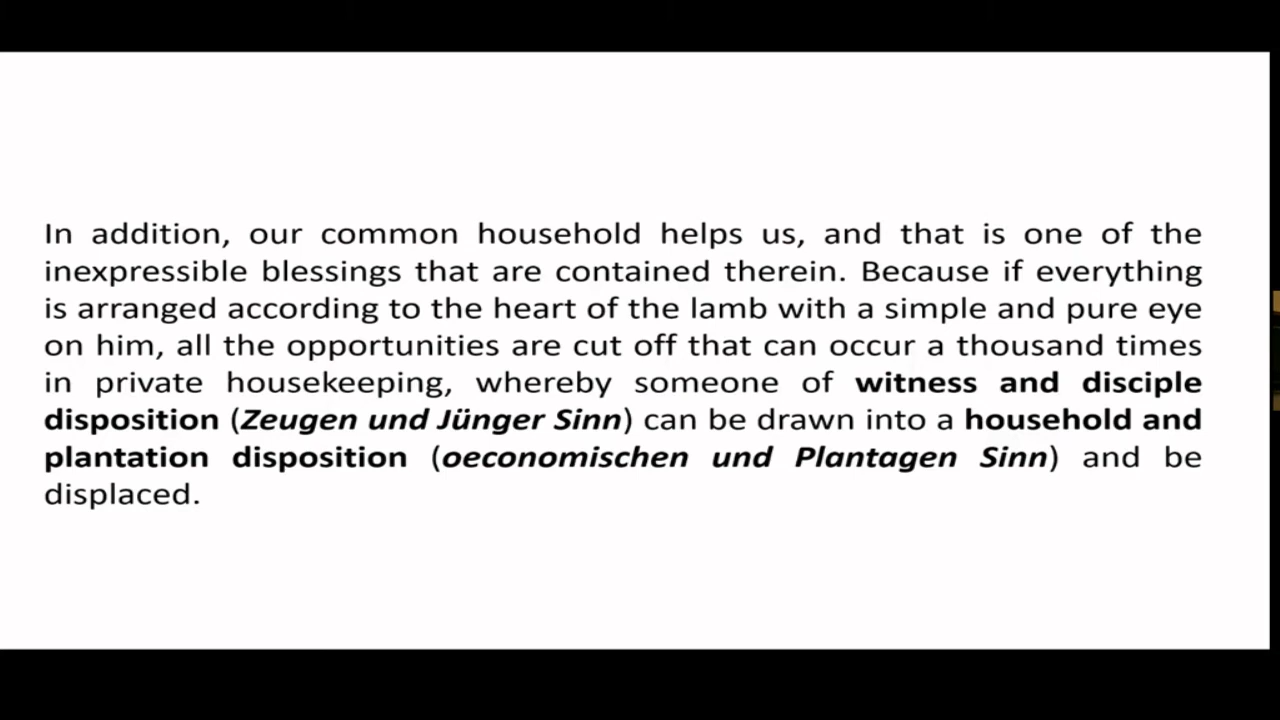 In addition, our common household helps us, and that is one of the
inexpressible blessings that are contained therein. Because if everything
is arranged according to the heart of the lamb with a simple and pure eye
on him, all the opportunities are cut off that can occur a thousand times
in private housekeeping, whereby someone of witness and disciple
disposition (Zeugen und Jünger Sinn) can be drawn into a household and
plantation disposition (oeconomischen und Plantagen Sinn) and be
displaced.